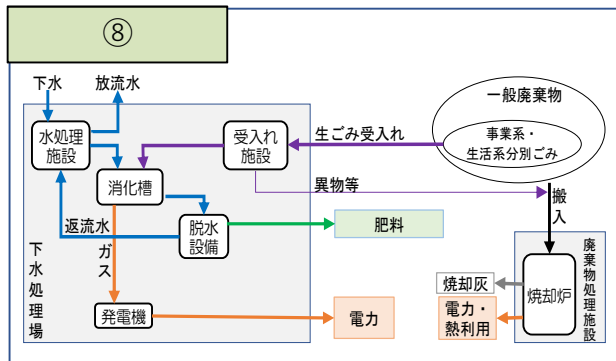 ⑧
下水
放流水
一般廃棄物
水処理
施設
受入れ
施設
生ごみ受入れ
事業系・
生活系分別ごみ
消化槽
異物等
搬入
返流水
脱水
設備
肥料
ガス
下水処理場
廃棄物処理施設
焼却灰
焼却炉
発電機
電力
電力・
熱利用